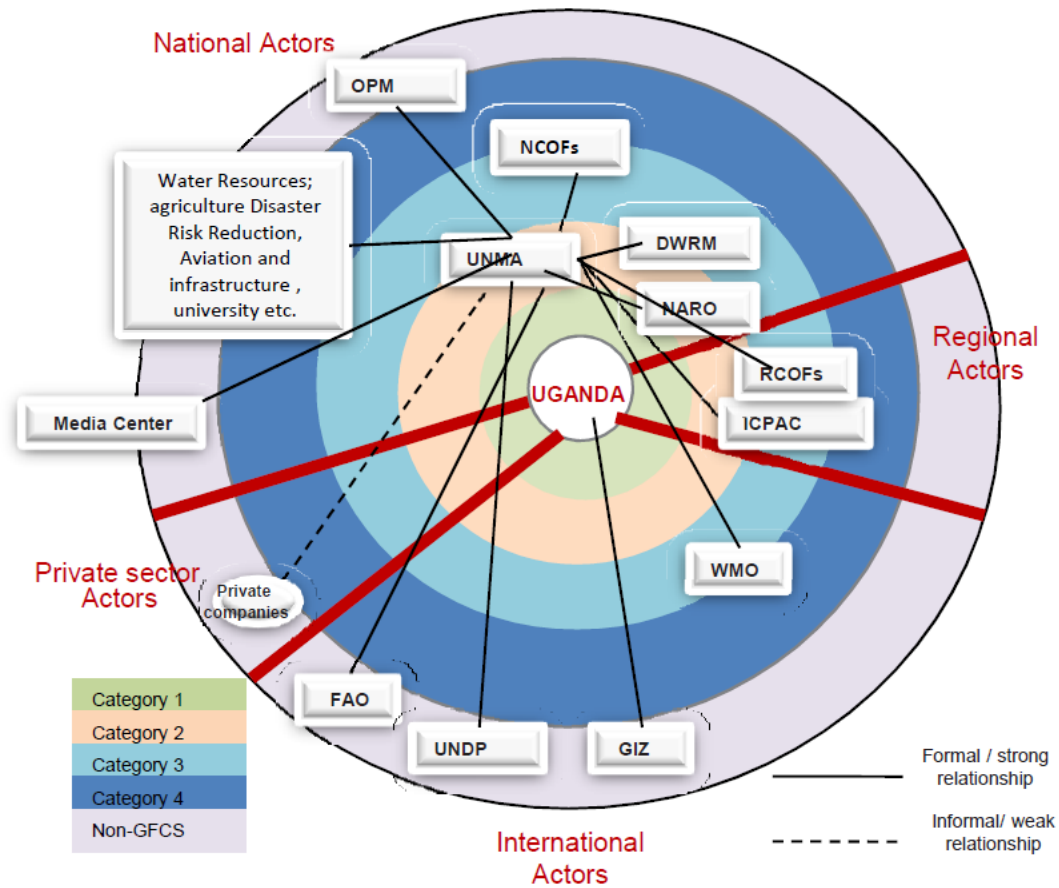 National Actors
OPM
NCOFs
Water Resources;
agriculture Disaster
Risk Reduction,
Aviation and
infrastructure ,
university etc.
UNMA
DWRM
NARO
Regional
Actors
RCOFs
UGANDA
ICPAC
Media Center
WMO
Private sector
Actors
Private
companies
FAO
UNDP
GIZ
Category 1
Category 2
Category 3
Category 4
Non-GFCS
International
Actors
Formal / strong
relationship
Informal/ weak
relationship